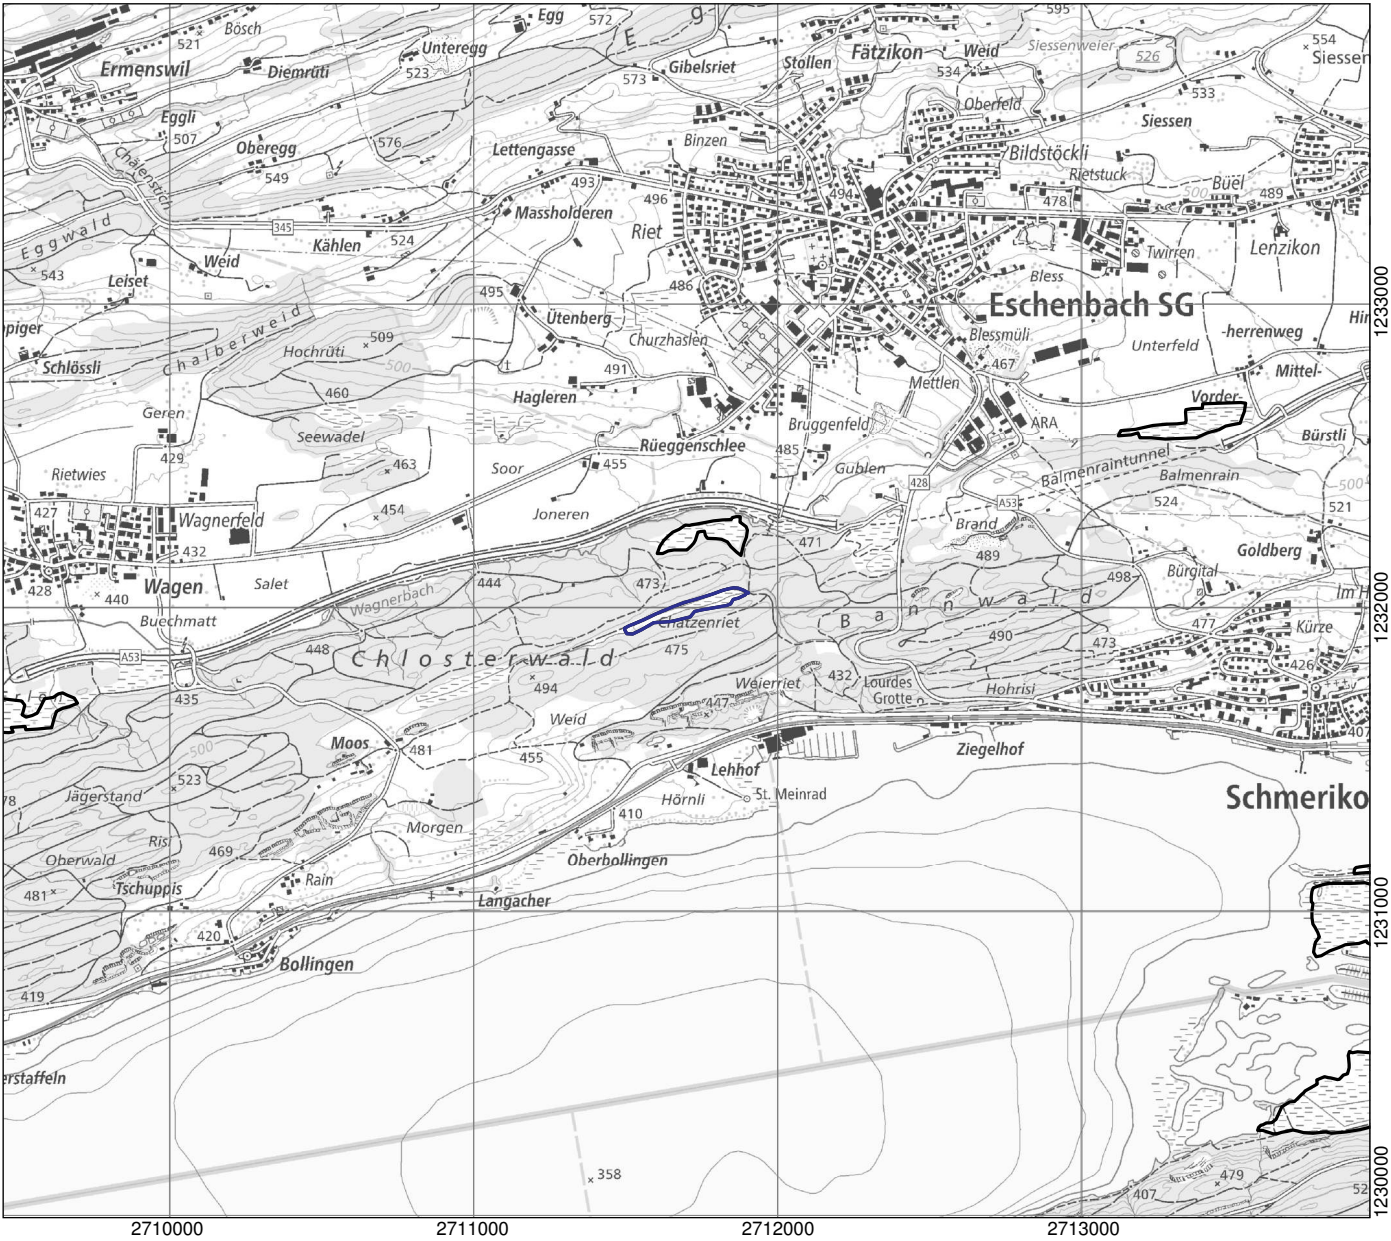 Egg
572
E g
595
Bösch
521
Unteregg
523
Fätzikon
Weid
534
Siessenweier
526
554
Siessen
Ermenswil
Diemrüti
573
Gibelsriet
Stollen
533
Oberfeld
Siessen
Eggli
507
Oberegg
549
576
Lettengasse
Binzen
Bildstöckli
Chälenstich
493
496
494
Rietstuck
478
500
Büel
489
Massholderen
345
Riet
Eggwald
Kählen
524
Lenzikon
Twirren
543
Weid
Leiset
495
486
Bless
Eschenbach SG
1233000
Ütenberg
Hin
-herrenweg
piger
Chalberweid
509
Hochrüti
500
Churzhaslen
Blessmüli
Unterfeld
Schlössli
491
467
Mittel-
460
Hagleren
Mettlen
Vorder-
Geren
Seewadel
Bruggenfeld
ARA
429
Rüeggenschlee
485
Bürstli
Rietwies
463
Soor
455
Gublen
Balmenraintunnel
Balmenrain
500
428
427
454
Joneren
A53
524
521
Wagnerfeld
Brand
432
471
489
Goldberg
Wagen
428
440
Salet
444
473
498
Bürgital
Wagnerbach
Im H
1232000
Buechmatt
Chatzenriet
Bannwald
477
Kürze
448
Chlosterwald
475
490
473
426
A53
435
494
Weierriet
432
Lourdes
Grotte
Hohrisi
447
Weid
407
Moos
481
455
Ziegelhof
500
523
Lehhof
78
Jägerstand
Hörnli
St. Meinrad
Schmeriko
Morgen
410
Risi
Oberwald
469
Oberbollingen
481
Tschuppis
Rain
Langacher
1231000
420
Bollingen
419
erstaffeln
358
479
407
52
1230000
2710000
2711000
2712000
2713000